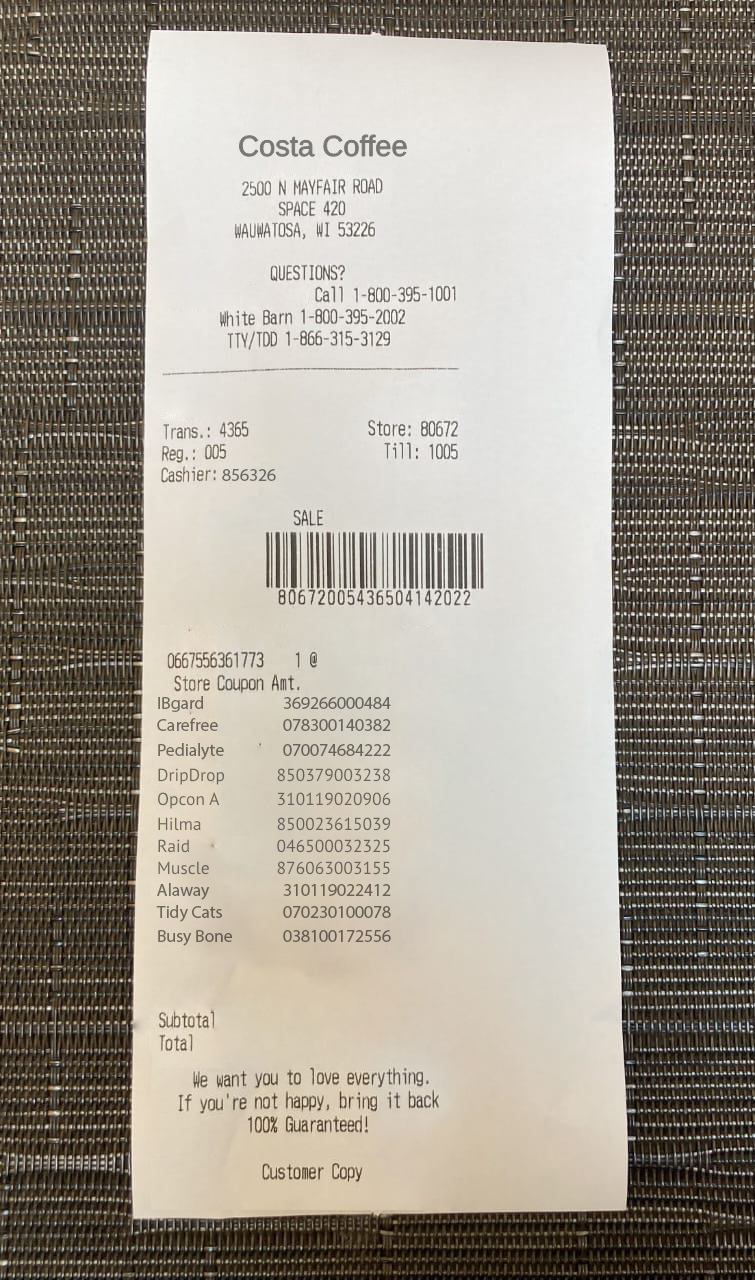 Costa Coffee
2500 N MAYFAIR ROAD
SPACE 420
WAUWATOSA, WI 53226
QUESTIONS?
Call 1-800-395-1001
White Barn 1-800-395-2002
TTY/TDD 1-866-315-3129
Trans.: 4365 Store: 80672
Reg.: 005 Till: 1005
Cashier: 856326
SALE
80672005436504142022
0667556361773 1 @
Store Coupon Amt.
IBgard 369266000484
Carefree 078300140382
Pedialyte 070074684222
DripDrop 850379003238
Opcon A 310119020906
Hilma 850023615039
Raid 046500032325
Muscle 876063003155
Alaway 310119022412
Tidy Cats 070230100078
Busy Bone 038100172556
Subtotal
Total
We want you to love everything.
If you're not happy, bring it back
100% Guaranteed!
Customer Copy